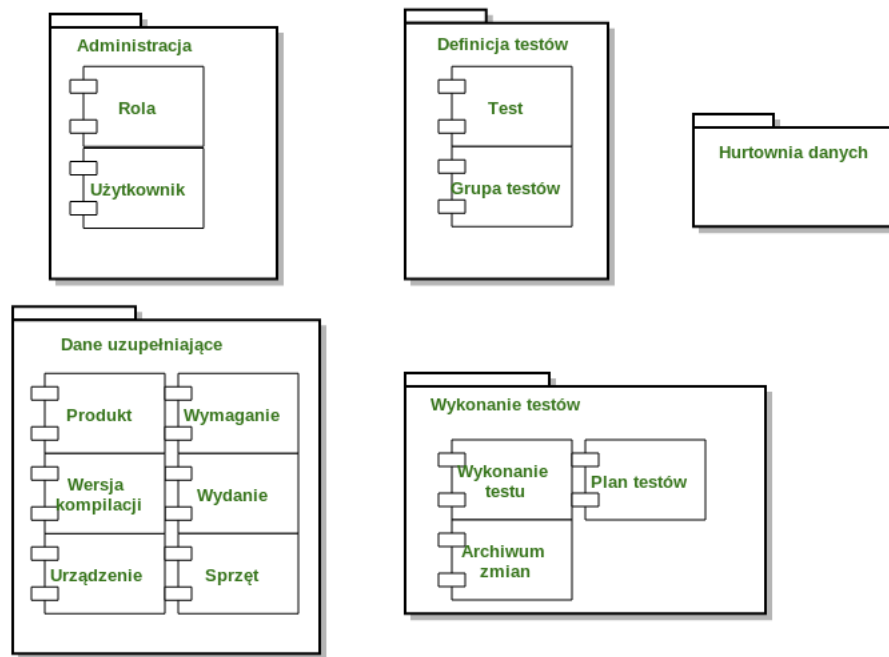 Administracja
Rola
Użytkownik
Definicja testów
Test
Grupa testów
Hurtownia danych
Dane uzupełniające
Produkt
Wymaganie
Wersja
kompilacji
Wydanie
Urządzenie
Sprzęt
Wykonanie testów
Wykonanie
testu
Plan testów
Archiwum
zmian